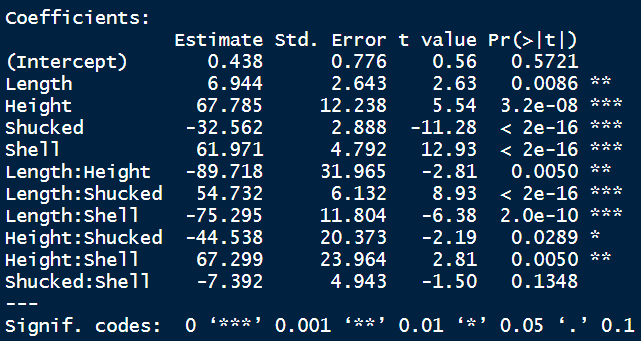 Coefficients:
                Estimate Std. Error t value Pr(>|t|)
(Intercept)        0.438      0.776    0.56   0.5721
Length             6.944      2.643    2.63   0.0086 **
Height            67.785     12.238    5.54  3.2e-08 ***
Shucked          -32.562      2.888  -11.28  < 2e-16 ***
Shell             61.971      4.792   12.93  < 2e-16 ***
Length:Height    -89.718     31.965   -2.81   0.0050 **
Length:Shucked    54.732      6.132    8.93  < 2e-16 ***
Length:Shell     -75.295     11.804   -6.38  2.0e-10 ***
Height:Shucked   -44.538     20.373   -2.19   0.0289 *
Height:Shell      67.299     23.964    2.81   0.0050 **
Shucked:Shell     -7.392      4.943   -1.50   0.1348
---
Signif. codes:  0 ‘***’ 0.001 ‘**’ 0.01 ‘*’ 0.05 ‘.’ 0.1